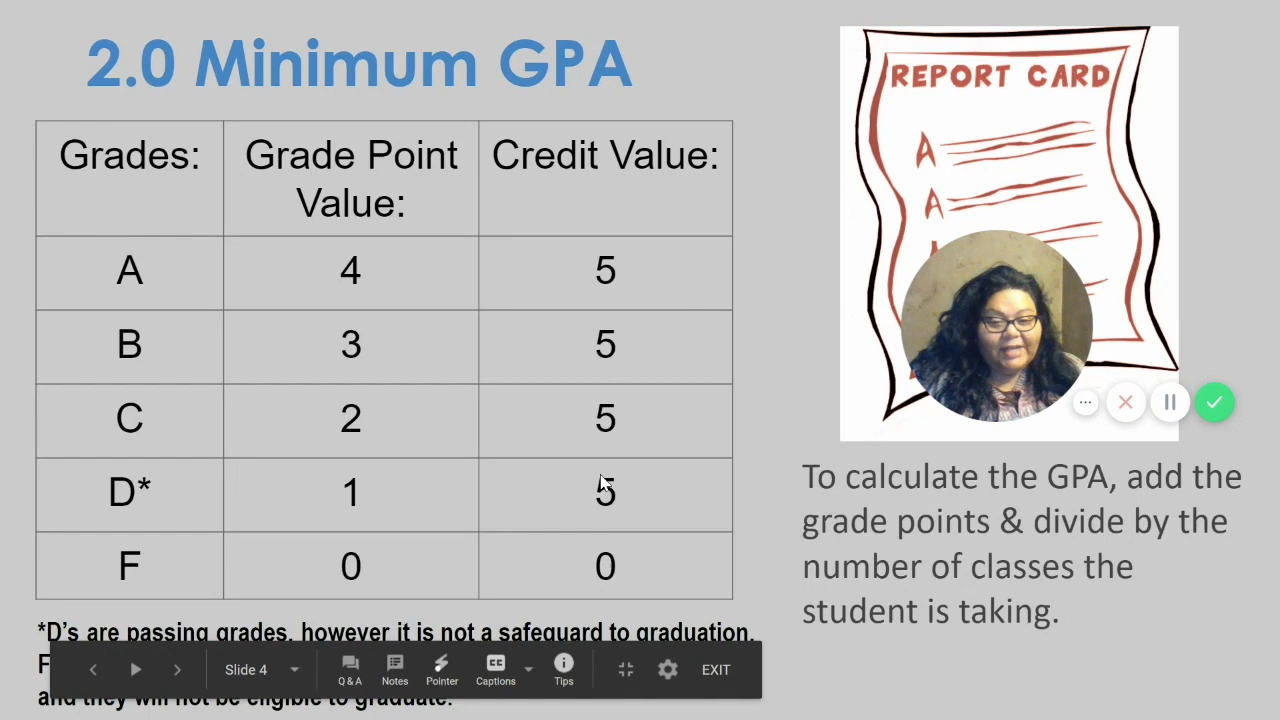 2.0 Minimum GPA
Grades:
Grade Point
Value:
Credit Value:
A
4
5
B
3
5
C
2
5
D*
1
5
F
0
0
*D's are passing grades, however it is not a safeguard to graduation.
F
and they will not be eligible to graduate.
REPORT CARD
A
A
To calculate the GPA, add the
grade points & divide by the
number of classes the
student is taking.
Slide 4
Q & A
Notes
Pointer
Captions
Tips
EXIT